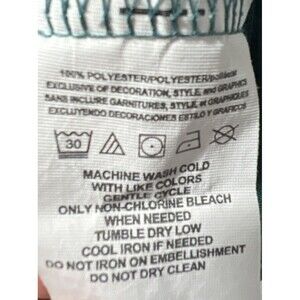 100% POLYESTER/POLYESTER/poliéster
EXCLUSIVE OF DECORATION, STYLE, and GRAPHICS
SANS INCLURE GARNITURES, STYLE, et GRAPHIQUES
EXCLUYENDO DECORACIONES ESTILO Y GRAFICOS
30
MACHINE WASH COLD
WITH LIKE COLORS
GENTLE CYCLE
ONLY NON-CHLORINE BLEACH
WHEN NEEDED
TUMBLE DRY LOW
COOL IRON IF NEEDED
DO NOT IRON ON EMBELLISHMENT
DO NOT DRY CLEAN